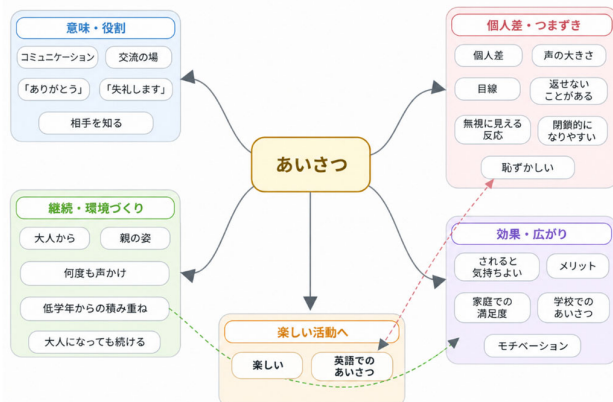 意味・役割
コミュニケーション
交流の場
「ありがとう」
「失礼します」
相手を知る
あいさつ
個人差・つまずき
個人差
声の大きさ
目線
返せない
ことがある
無視に見える
反応
閉鎖的に
なりやすい
恥ずかしい
継続・環境づくり
大人から
親の姿
何度も声かけ
低学年からの積み重ね
大人になっても続ける
楽しい活動へ
楽しい
英語での
あいさつ
効果・広がり
されると
気持ちよい
メリット
家庭での
満足度
学校での
あいさつ
モチベーション